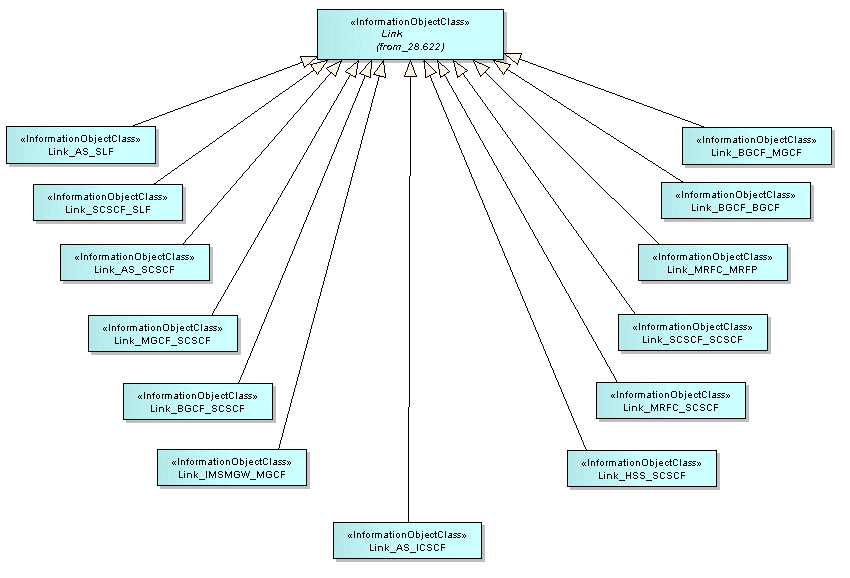 «InformationObjectClass»
Link
(from_28.622)
«InformationObjectClass»
Link_AS_SLF
«InformationObjectClass»
Link_BGCF_MGCF
«InformationObjectClass»
Link_SCSCF_SLF
«InformationObjectClass»
Link_BGCF_BGCF
«InformationObjectClass»
Link_AS_SCSCF
«InformationObjectClass»
Link_MRFC_MRFP
«InformationObjectClass»
Link_MGCF_SCSCF
«InformationObjectClass»
Link_SCSCF_SCSCF
«InformationObjectClass»
Link_BGCF_SCSCF
«InformationObjectClass»
Link_MRFC_SCSCF
«InformationObjectClass»
Link_IMSMGW_MGCF
«InformationObjectClass»
Link_HSS_SCSCF
«InformationObjectClass»
Link_AS_ICSCF